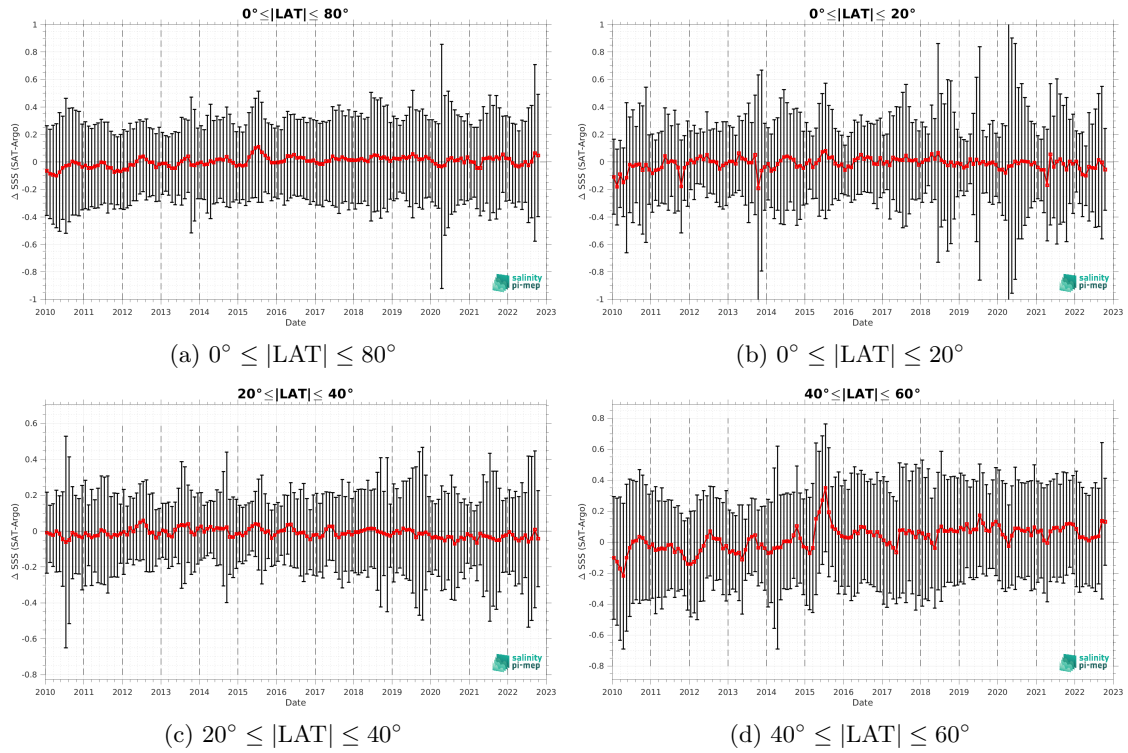 0°≤|LAT|≤ 80°
Δ SSS (SAT-Argo)
1
0.8
0.6
0.4
0.2
0
-0.2
-0.4
-0.6
-0.8
-1
2010 2011 2012 2013 2014 2015 2016 2017 2018 2019 2020 2021 2022 2023
Date
salinity
pi-mep
(a) 0° ≤ |LAT| ≤ 80°
0°≤|LAT|≤ 20°
Δ SSS (SAT-Argo)
1
0.8
0.6
0.4
0.2
0
-0.2
-0.4
-0.6
-0.8
-1
2010 2011 2012 2013 2014 2015 2016 2017 2018 2019 2020 2021 2022 2023
Date
salinity
pi-mep
(b) 0° ≤ |LAT| ≤ 20°
20°≤|LAT|≤ 40°
Δ SSS (SAT-Argo)
0.6
0.4
0.2
0
-0.2
-0.4
-0.6
-0.8
2010 2011 2012 2013 2014 2015 2016 2017 2018 2019 2020 2021 2022 2023
Date
salinity
pi-mep
(c) 20° ≤ |LAT| ≤ 40°
40°≤|LAT|≤ 60°
Δ SSS (SAT-Argo)
0.8
0.6
0.4
0.2
0
-0.2
-0.4
-0.6
-0.8
2010 2011 2012 2013 2014 2015 2016 2017 2018 2019 2020 2021 2022 2023
Date
salinity
pi-mep
(d) 40° ≤ |LAT| ≤ 60°